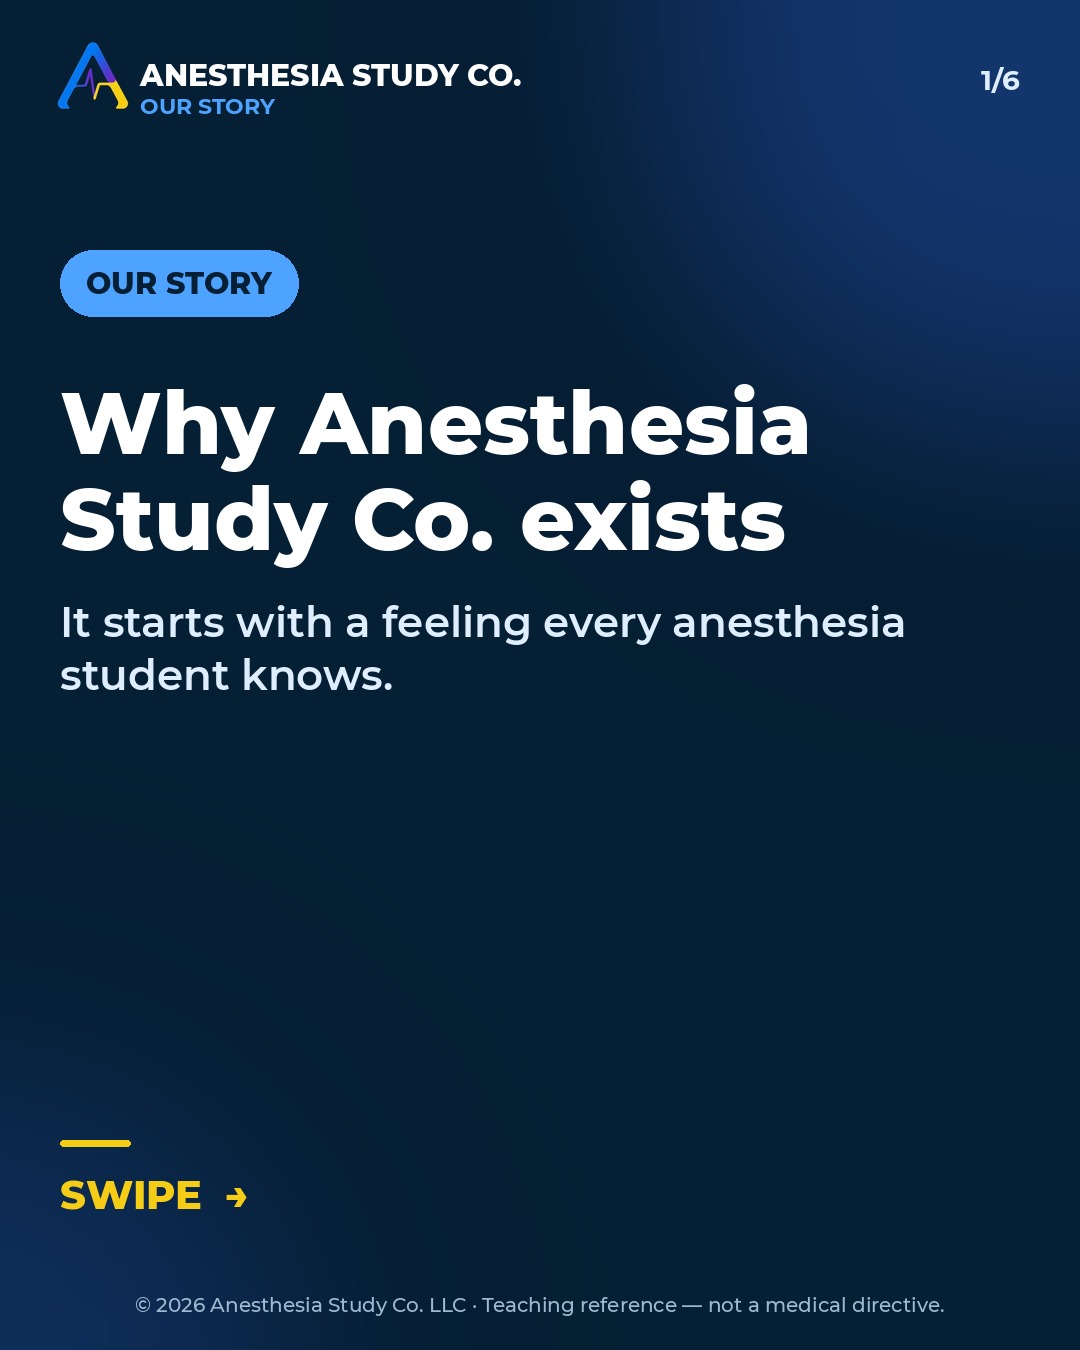 ANESTHESIA STUDY CO.
OUR STORY
1/6
OUR STORY
Why Anesthesia
Study Co. exists
It starts with a feeling every anesthesia
student knows.
SWIPE →
© 2026 Anesthesia Study Co. LLC · Teaching reference — not a medical directive.